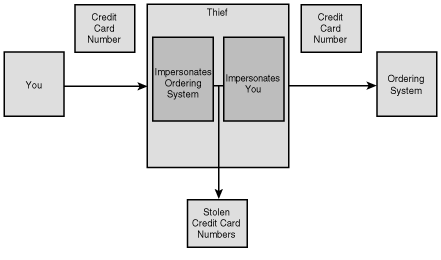 Thief
Credit
Card
Number
Credit
Card
Number
You
Impersonates
Ordering
System
Impersonates
You
Ordering
System
Stolen
Credit Card
Numbers